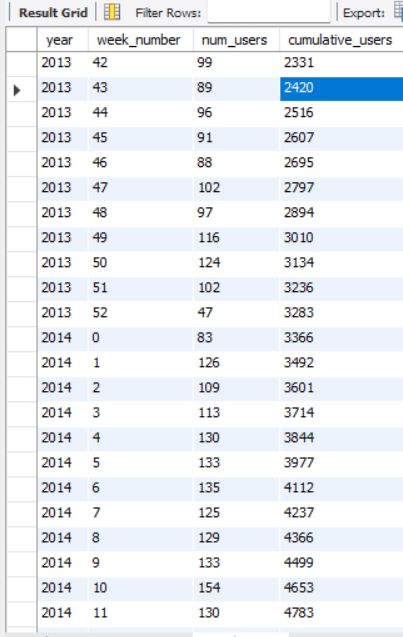 Result Grid Filter Rows: Export:
year week_number num_users cumulative_users
2013 42 99 2331
2013 43 89 2420
2013 44 96 2516
2013 45 91 2607
2013 46 88 2695
2013 47 102 2797
2013 48 97 2894
2013 49 116 3010
2013 50 124 3134
2013 51 102 3236
2013 52 47 3283
2014 0 83 3366
2014 1 126 3492
2014 2 109 3601
2014 3 113 3714
2014 4 130 3844
2014 5 133 3977
2014 6 135 4112
2014 7 125 4237
2014 8 129 4366
2014 9 133 4499
2014 10 154 4653
2014 11 130 4783